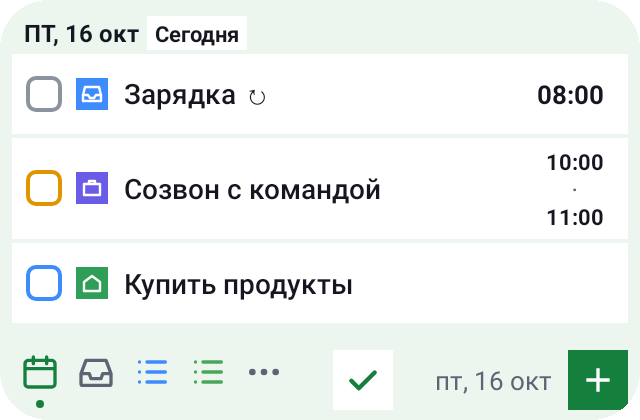 ПТ, 16 окт Сегодня
Зарядка 08:00
Созвон с командой 10:00
11:00
Купить продукты
пт, 16 окт